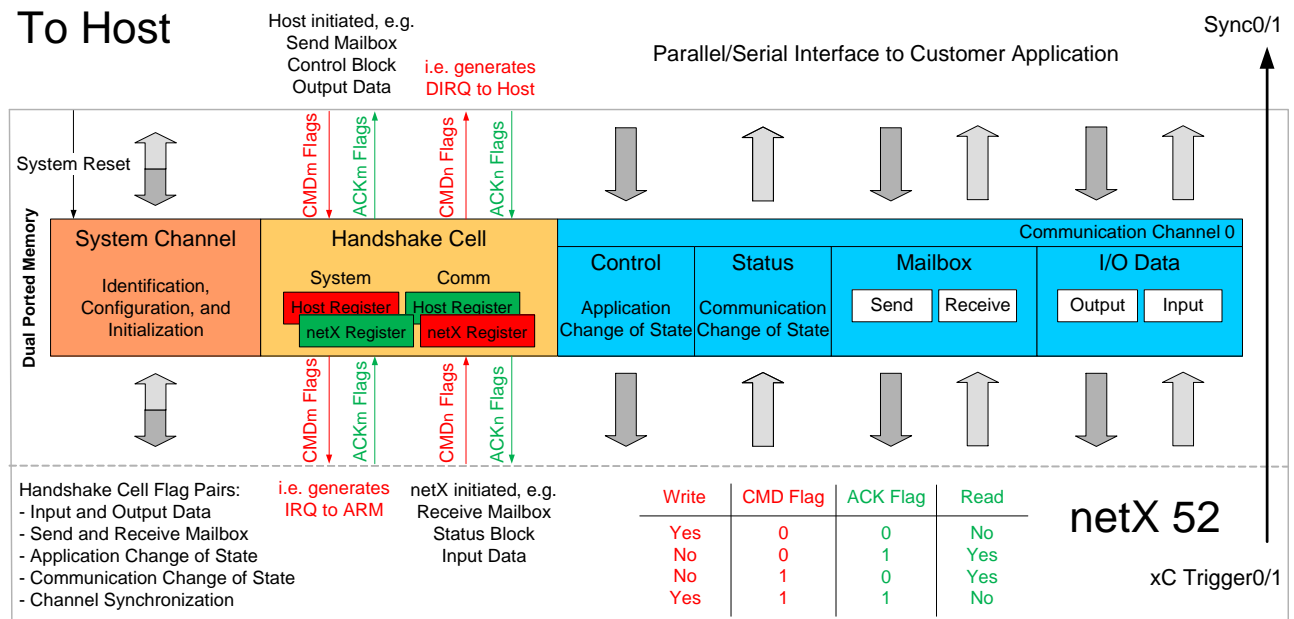 To Host
Host initiated, e.g.
Send Mailbox
Control Block
Output Data
i.e. generates
DIRQ to Host
Parallel/Serial Interface to Customer Application
Sync0/1
System Reset
CMDm Flags
ACKm Flags
CMDn Flags
ACKn Flags
Dual Ported Memory
System Channel
Identification,
Configuration, and
Initialization
Handshake Cell
System
Comm
Host Register
Host Register
netX Register
netX Register
Communication Channel 0
Control
Application
Change of State
Status
Communication
Change of State
Mailbox
Send
Receive
I/O Data
Output
Input
CMDm Flags
ACKm Flags
CMDn Flags
ACKn Flags
Handshake Cell Flag Pairs:
- Input and Output Data
- Send and Receive Mailbox
- Application Change of State
- Communication Change of State
- Channel Synchronization
i.e. generates
IRQ to ARM
netX initiated, e.g.
Receive Mailbox
Status Block
Input Data
Write CMD Flag ACK Flag Read
Yes 0 0 No
No 0 1 Yes
No 1 0 Yes
Yes 1 1 No
netX 52
xC Trigger0/1